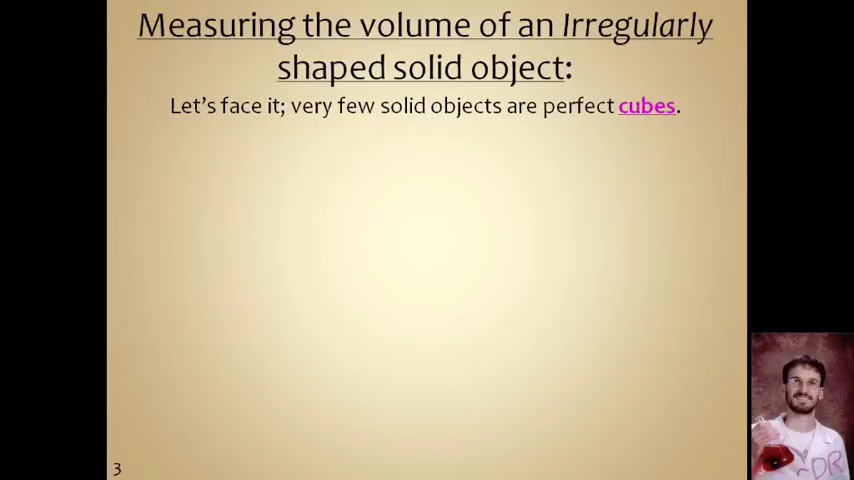 Measuring the volume of an Irregularly
shaped solid object:
Let's face it; very few solid objects are perfect cubes.
3
~DR